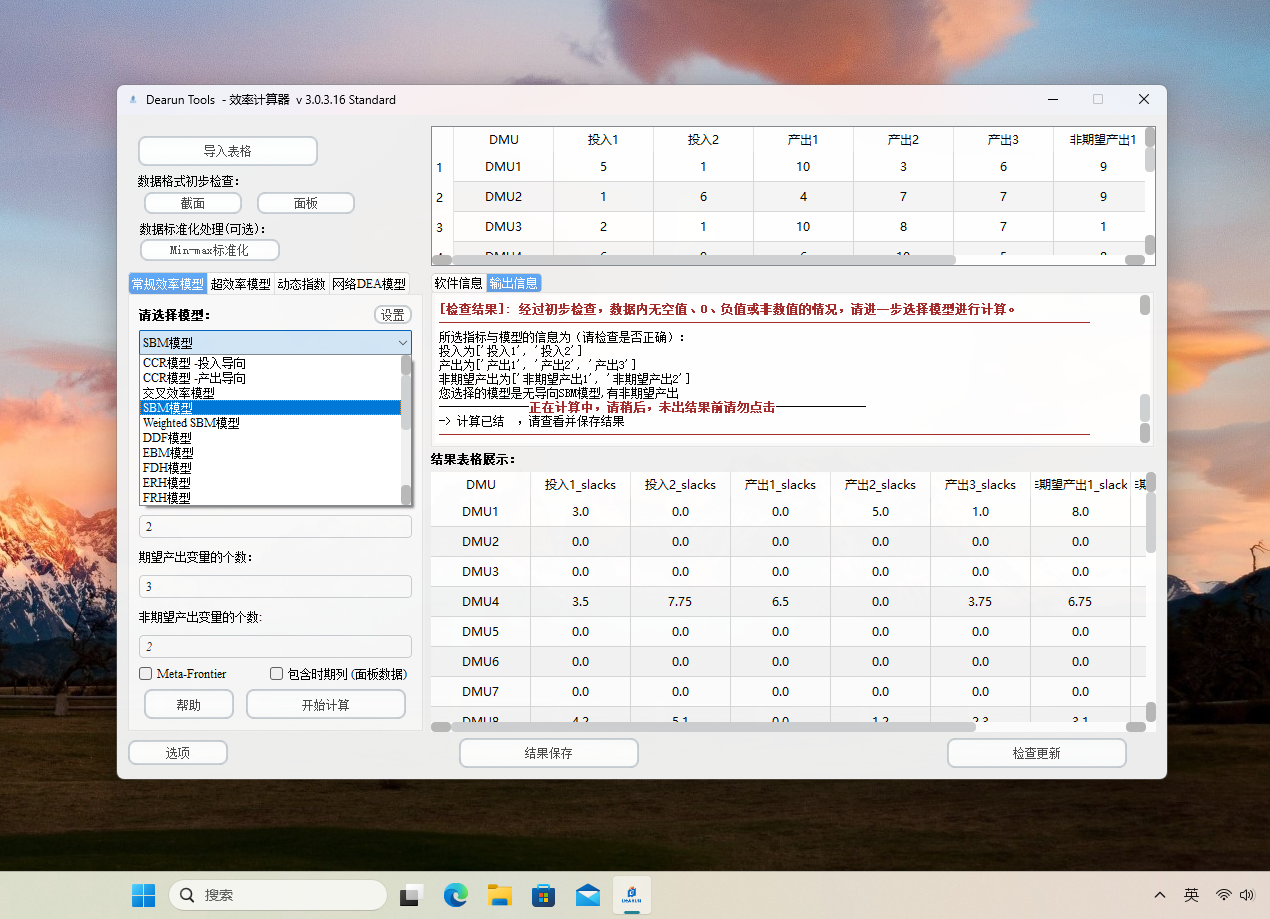 Dearun Tools - 效率计算器 v 3.0.3.16 Standard
导入表格
数据格式初步检查:
截面 面板
数据标准化处理(可选):
Min-max标准化
常规效率模型 超效率模型 动态指数 网络DEA模型
请选择模型: 设置
SBM模型
CCR模型 -投入导向
CCR模型 -产出导向
交叉效率模型
SBM模型
Weighted SBM模型
DDF模型
EBM模型
FDH模型
ERH模型
FRH模型
2
期望产出变量的个数:
3
非期望产出变量的个数:
2
Meta-Frontier 包含时期列 (面板数据)
帮助 开始计算
选项
DMU 投入1 投入2 产出1 产出2 产出3 非期望产出1
1 DMU1 5 1 10 3 6 9
2 DMU2 1 6 4 7 7 9
3 DMU3 2 1 10 8 7 1
软件信息 输出信息
[检查结果]: 经过初步检查，数据内无空值、0、负值或非数值的情况，请进一步选择模型进行计算。
所选指标与模型的信息为（请检查是否正确）:
投入为['投入1', '投入2']
产出为['产出1', '产出2', '产出3']
非期望产出为['非期望产出1', '非期望产出2']
您选择的模型是无导向SBM模型,有非期望产出
——————————正在计算中，请稍后，未出结果前请勿点击——————————
-> 计算已结 ，请查看并保存结果
结果表格展示:
DMU 投入1_slacks 投入2_slacks 产出1_slacks 产出2_slacks 产出3_slacks 期望产出1_slack
DMU1 3.0 0.0 0.0 5.0 1.0 8.0
DMU2 0.0 0.0 0.0 0.0 0.0 0.0
DMU3 0.0 0.0 0.0 0.0 0.0 0.0
DMU4 3.5 7.75 6.5 0.0 3.75 6.75
DMU5 0.0 0.0 0.0 0.0 0.0 0.0
DMU6 0.0 0.0 0.0 0.0 0.0 0.0
DMU7 0.0 0.0 0.0 0.0 0.0 0.0
DMU8 4.2 5.1 0.0 1.2 2.3 3.1
结果保存 检查更新
搜索 英